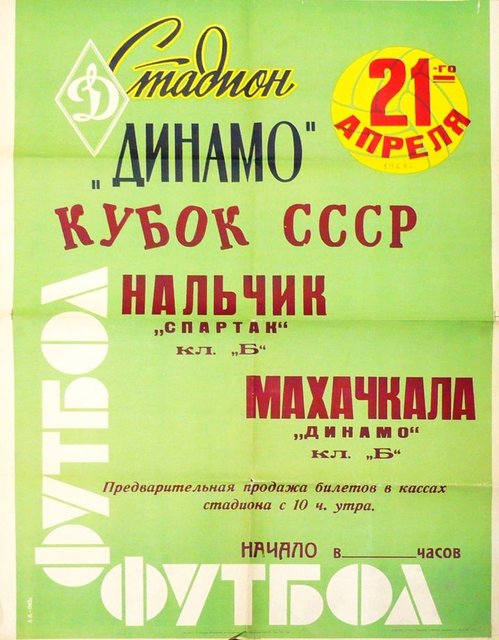 Стадион
„ДИНАМО"
21-го
АПРЕЛЯ
КУБОК СССР
НАЛЬЧИК
„СПАРТАК“
кл. „Б“
МАХАЧКАЛА
„ДИНАМО“
кл. „Б“
Предварительная продажа билетов в кассах
стадиона с 10 ч. утра.
НАЧАЛО в часов
ФУТБОЛ
ФУТБОЛ